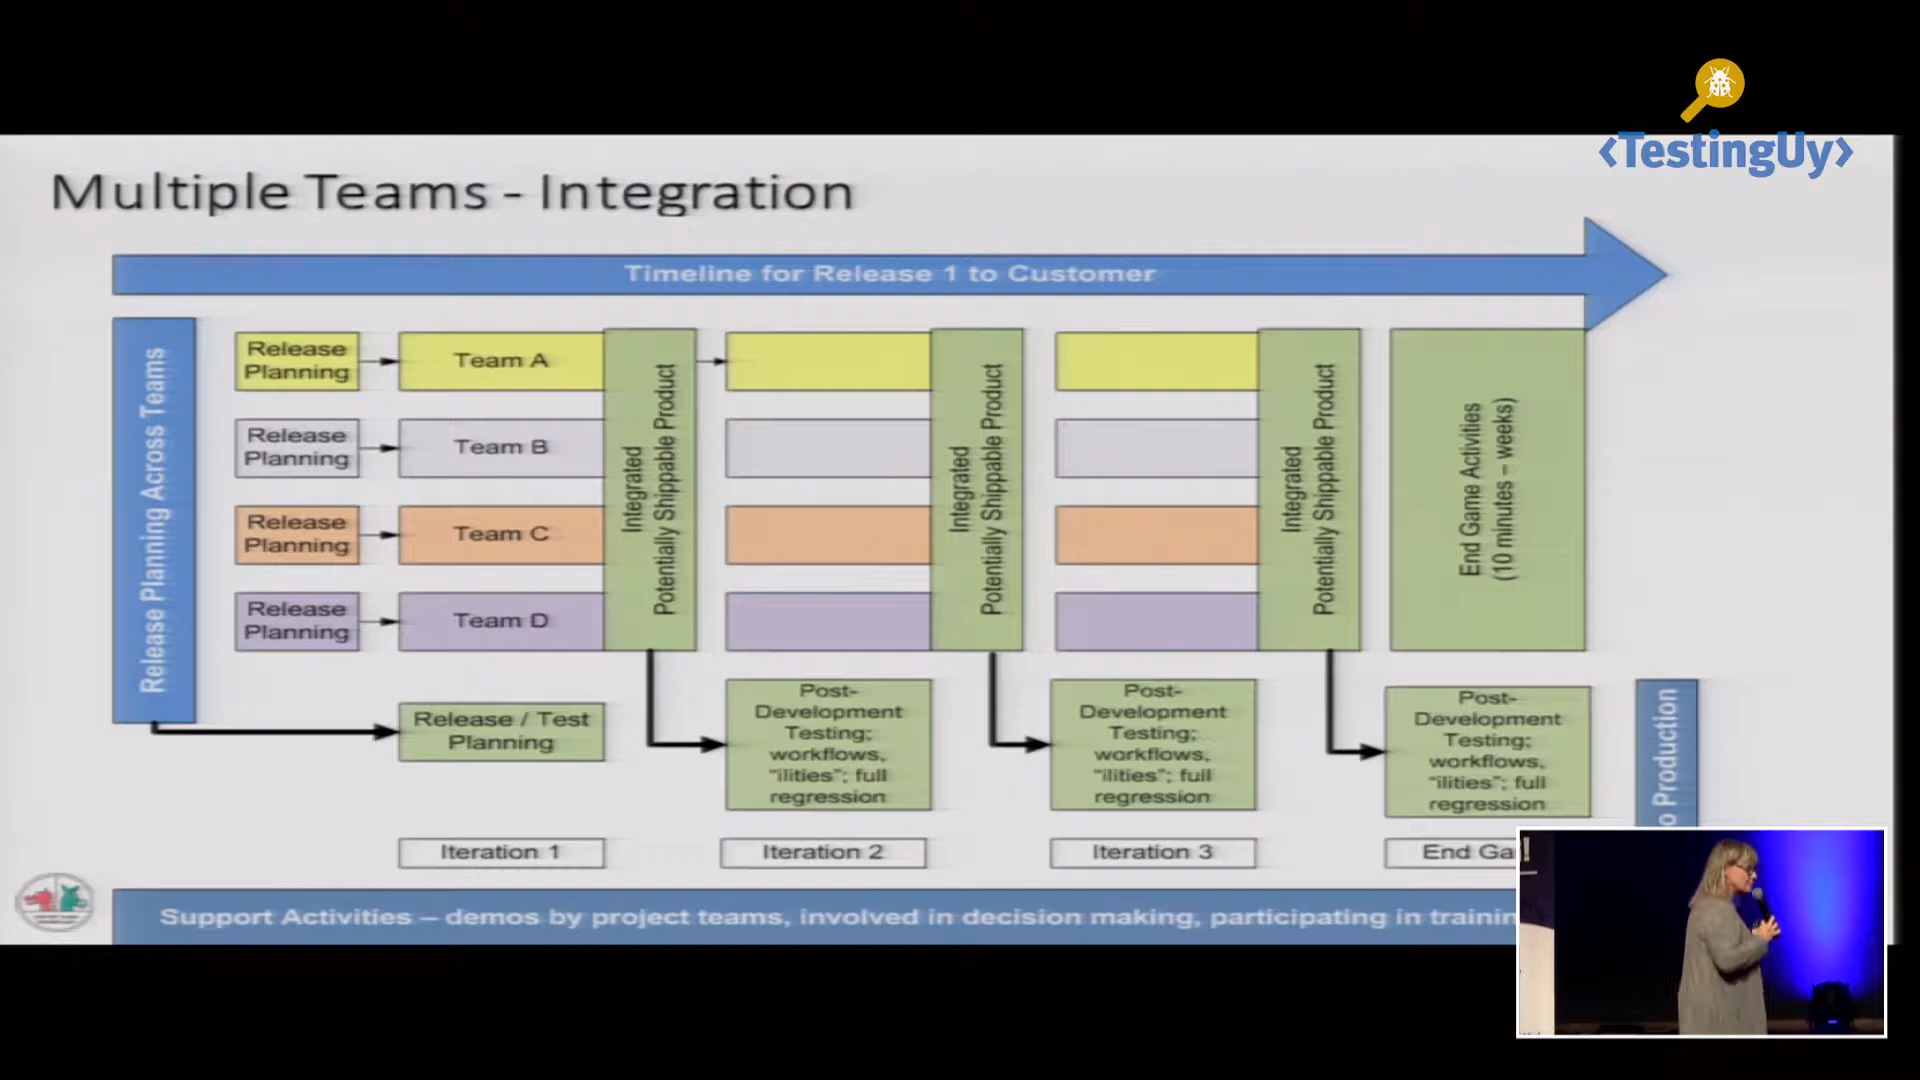 <TestingUy>
Multiple Teams - Integration
Timeline for Release 1 to Customer
Release Planning Across Teams
Release
Planning
Team A
Release
Planning
Team B
Release
Planning
Team C
Release
Planning
Team D
Integrated
Potentially Shippable Product
Integrated
Potentially Shippable Product
Integrated
Potentially Shippable Product
End Game Activities
(10 minutes – weeks)
Release / Test
Planning
Post-
Development
Testing;
workflows,
“ilities”; full
regression
Post-
Development
Testing;
workflows,
“ilities”; full
regression
Post-
Development
Testing;
workflows,
“ilities”; full
regression
o Production
Iteration 1
Iteration 2
Iteration 3
End Ga
Support Activities – demos by project teams, involved in decision making, participating in trainin